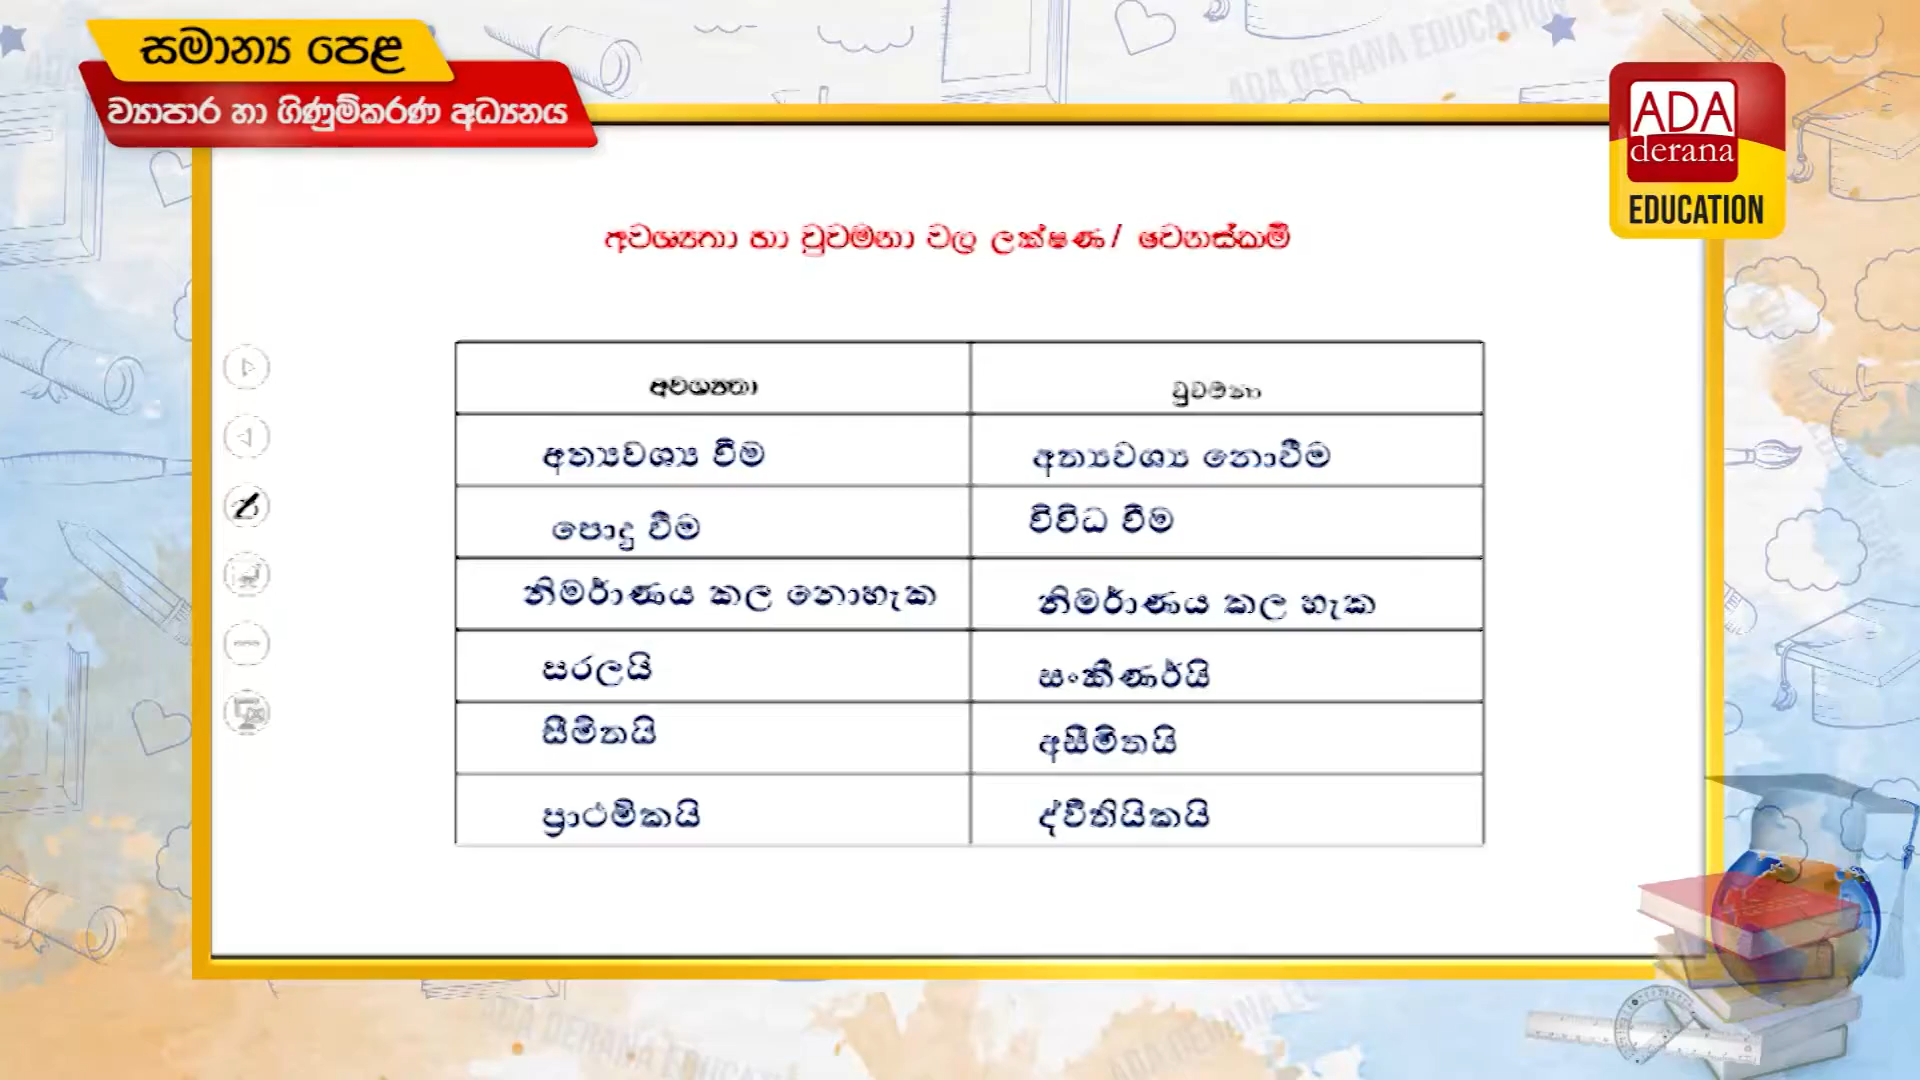 සමාන්‍ය පෙළ
ව්‍යාපාර හා ගිණුම්කරණ අධ්‍යනය
ADA
derana
EDUCATION
අවශ්‍යතා හා වුවමනා වල ලක්ෂණ/ වෙනස්කම්
අවශ්‍යතා වුවමනා
අත්‍යවශ්‍ය වීම අත්‍යවශ්‍ය නොවීම
පොදු වීම විවිධ වීම
නිමර්ාණය කල නොහැක නිමර්ාණය කල හැක
සරලයි සංකීණර්යි
සීමිතයි අසීමිතයි
ප්‍රාථමිකයි ද්වීතියිකයි